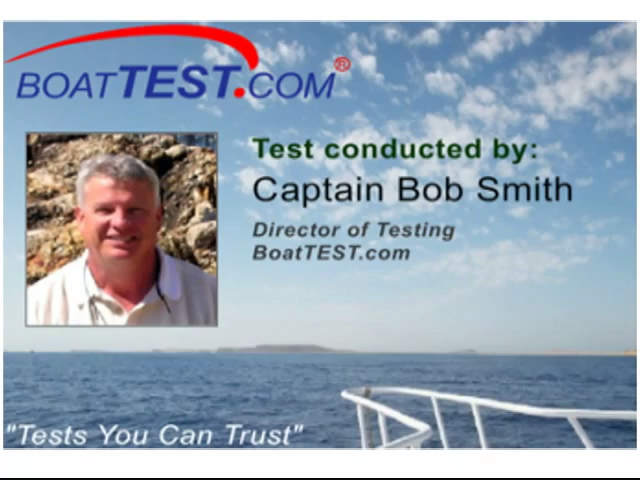 BOATTEST.COM®
Test conducted by:
Captain Bob Smith
Director of Testing
BoatTEST.com
"Tests You Can Trust"